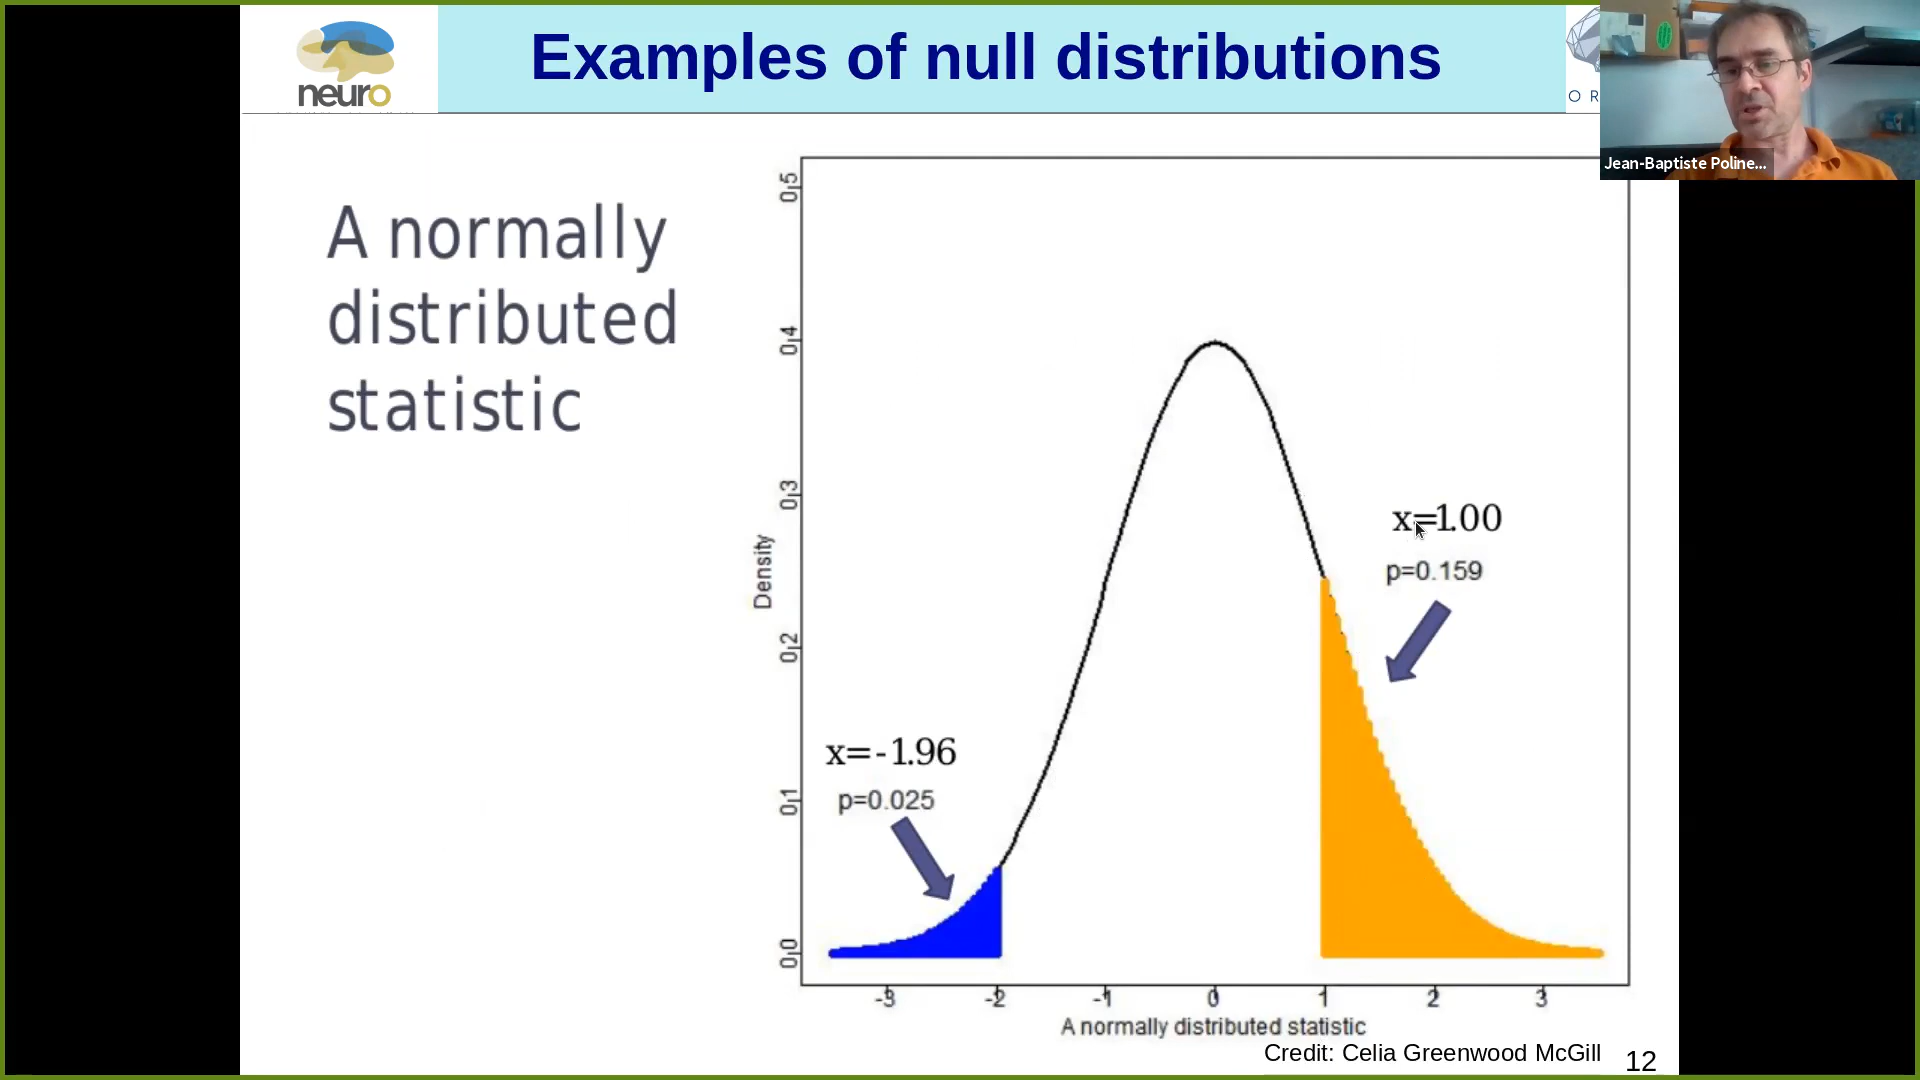 Examples of null distributions
neuro
O R
Jean-Baptiste Poline...
A normally
distributed
statistic
0.5
0.4
0.3
0.2
0.1
0.0
Density
x=1.00
p=0.159
x=-1.96
p=0.025
-3 -2 -1 0 1 2 3
A normally distributed statistic
Credit: Celia Greenwood McGill
12